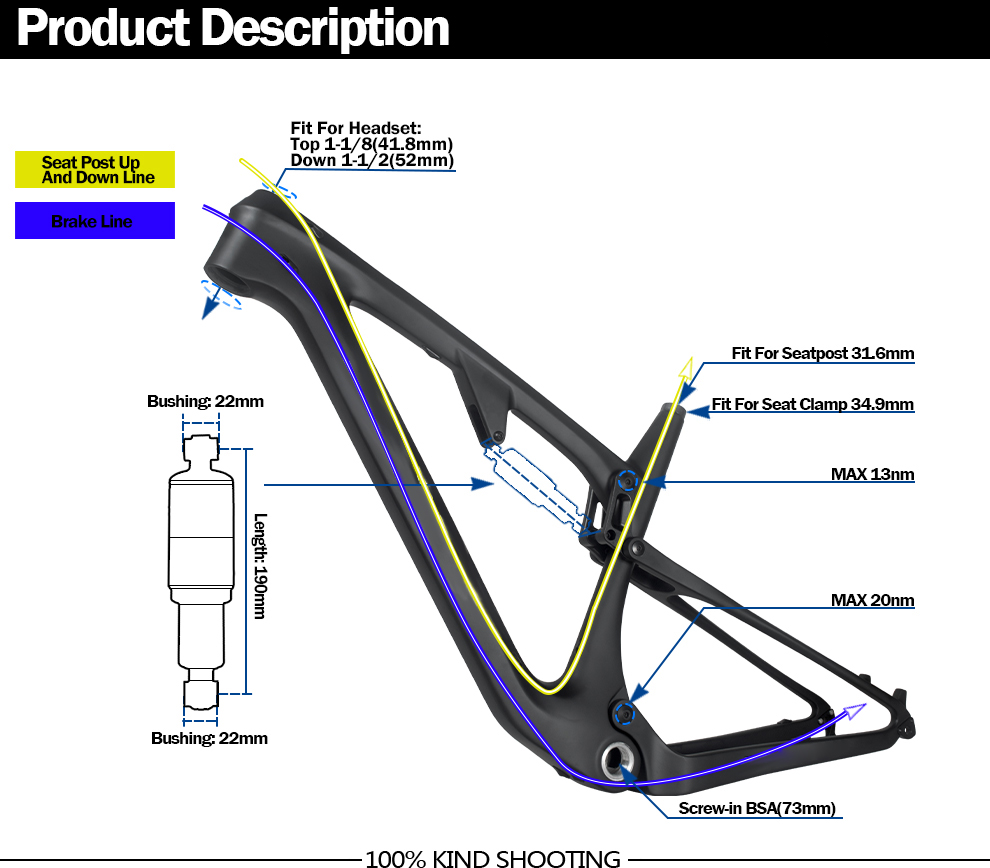 Product Description
Fit For Headset:
Top 1-1/8(41.8mm)
Down 1-1/2(52mm)
Seat Post Up
And Down Line
Brake Line
Fit For Seatpost 31.6mm
Fit For Seat Clamp 34.9mm
Bushing: 22mm
MAX 13nm
Length: 190mm
MAX 20nm
Bushing: 22mm
Screw-in BSA(73mm)
100% KIND SHOOTING